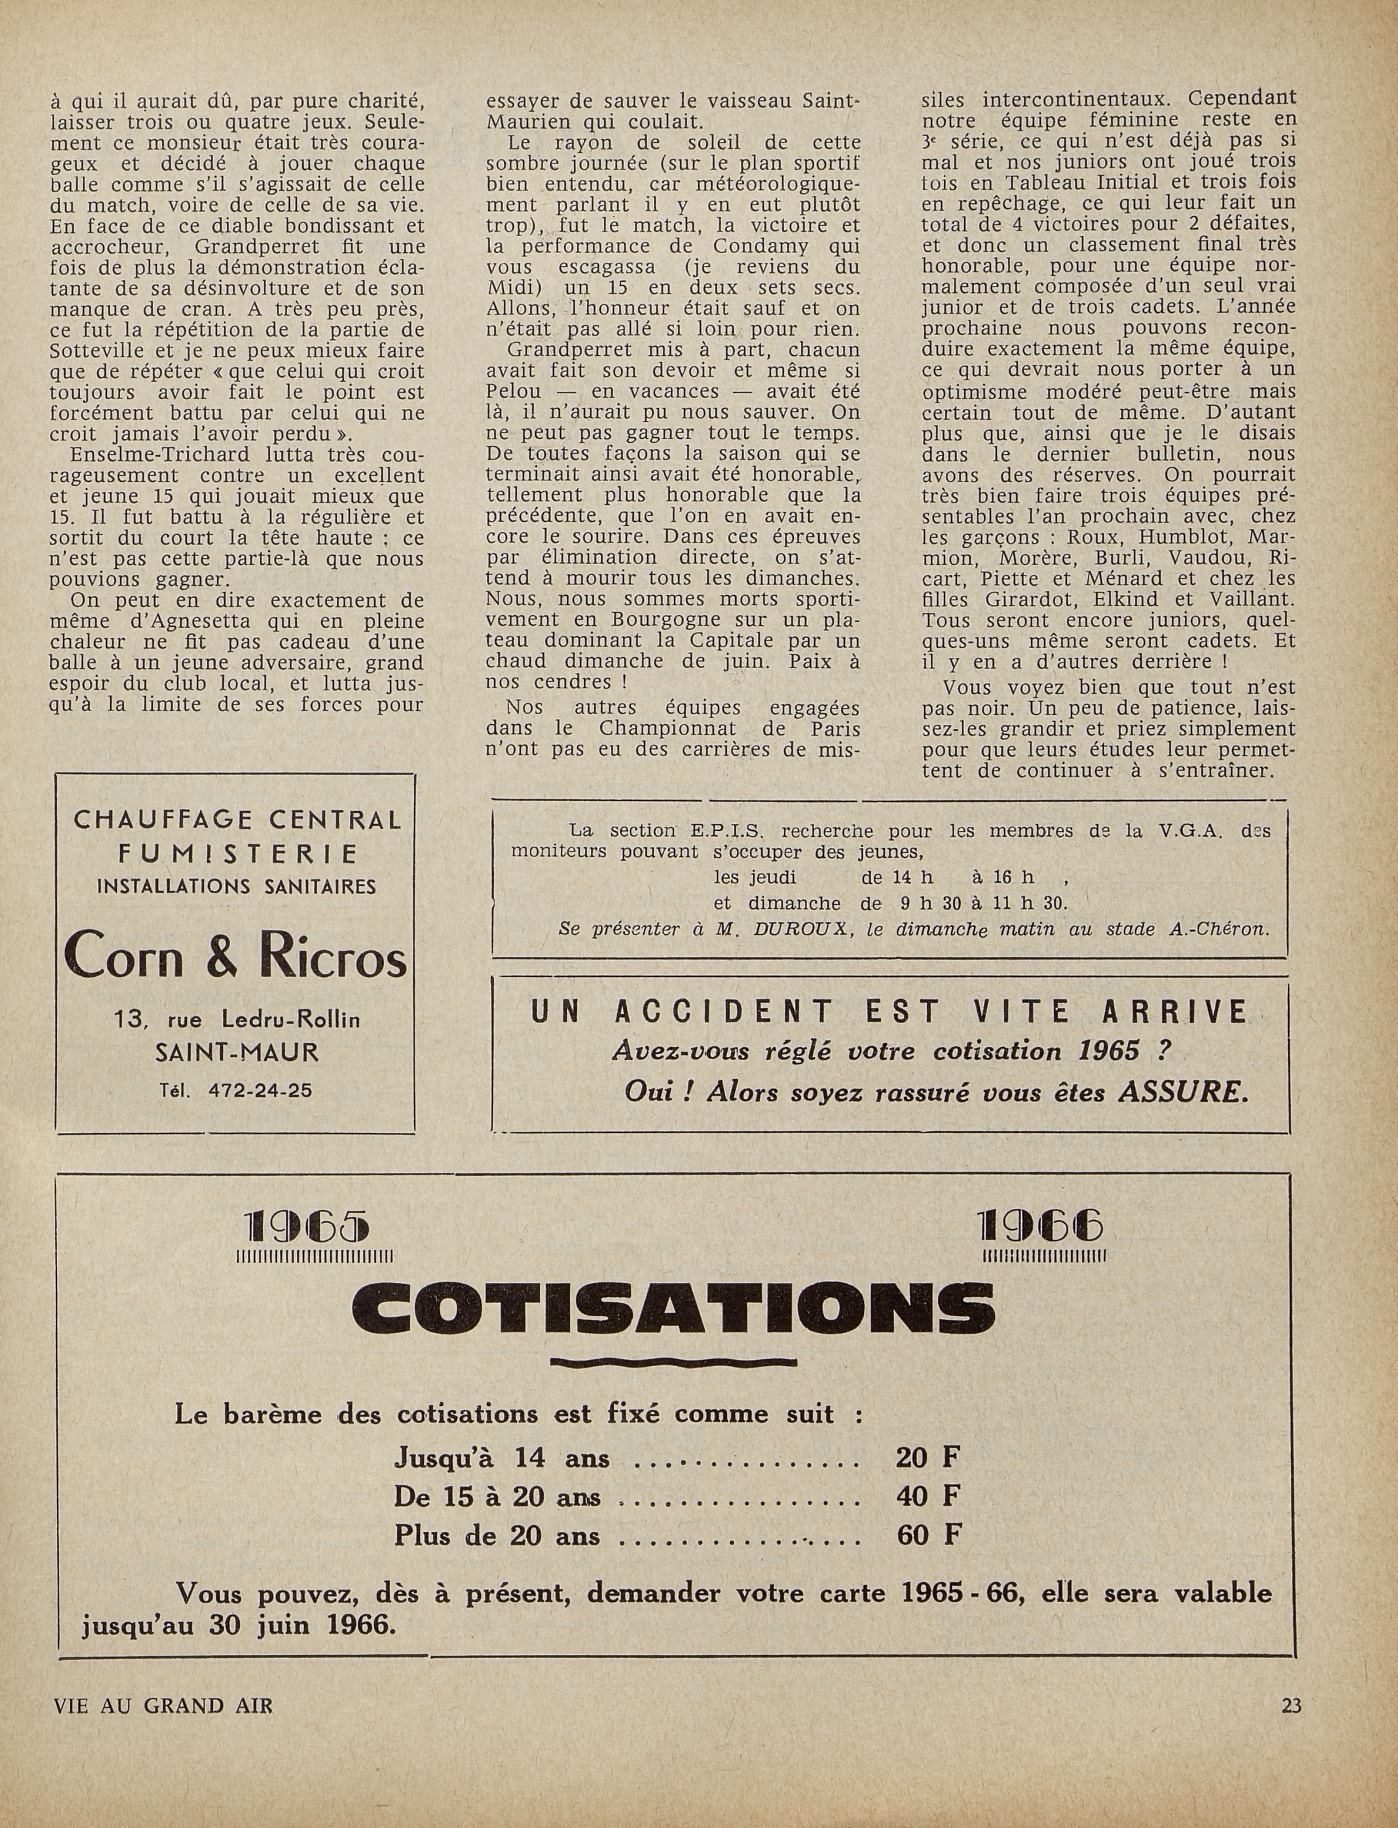 à qui il aurait dû, par pure charité,
laisser trois ou quatre jeux. Seule-
ment ce monsieur était très coura-
geux et décidé à jouer chaque
balle comme s'il s'agissait de celle
du match, voire de celle de sa vie.
En face de ce diable bondissant et
accrocheur, Grandperret fit une
fois de plus la démonstration écla-
tante de sa désinvolture et de son
manque de cran. A très peu près,
ce fut la répétition de la partie de
Sotteville et je ne peux mieux faire
que de répéter « que celui qui croit
toujours avoir fait le point est
forcément battu par celui qui ne
croit jamais l'avoir perdu ».
Enselme-Trichard lutta très cou-
rageusement contre un excellent
et jeune 15 qui jouait mieux que
15. Il fut battu à la régulière et
sortit du court la tête haute ; ce
n'est pas cette partie-là que nous
pouvions gagner.
On peut en dire exactement de
même d'Agnesetta qui en pleine
chaleur ne fit pas cadeau d'une
balle à un jeune adversaire, grand
espoir du club local, et lutta jus-
qu'à la limite de ses forces pour
essayer de sauver le vaisseau Saint-
Maurien qui coulait.
Le rayon de soleil de cette
sombre journée (sur le plan sportif
bien entendu, car météorologique-
ment parlant il y en eut plutôt
trop), fut le match, la victoire et
la performance de Condamy qui
vous escagassa (je reviens du
Midi) un 15 en deux sets secs.
Allons, l'honneur était sauf et on
n'était pas allé si loin pour rien.
Grandperret mis à part, chacun
avait fait son devoir et même si
Pelou — en vacances — avait été
là, il n'aurait pu nous sauver. On
ne peut pas gagner tout le temps.
De toutes façons la saison qui se
terminait ainsi avait été honorable,
tellement plus honorable que la
précédente, que l'on en avait en-
core le sourire. Dans ces épreuves
par élimination directe, on s'at-
tend à mourir tous les dimanches.
Nous, nous sommes morts sporti-
vement en Bourgogne sur un pla-
teau dominant la Capitale par un
chaud dimanche de juin. Paix à
nos cendres !
Nos autres équipes engagées
dans le Championnat de Paris
n'ont pas eu des carrières de mis-
siles intercontinentaux. Cependant
notre équipe féminine reste en
3e série, ce qui n'est déjà pas si
mal et nos juniors ont joué trois
fois en Tableau Initial et trois fois
en repêchage, ce qui leur fait un
total de 4 victoires pour 2 défaites,
et donc un classement final très
honorable, pour une équipe nor-
malement composée d'un seul vrai
junior et de trois cadets. L'année
prochaine nous pouvons recon-
duire exactement la même équipe,
ce qui devrait nous porter à un
optimisme modéré peut-être mais
certain tout de même. D'autant
plus que, ainsi que je le disais
dans le dernier bulletin, nous
avons des réserves. On pourrait
très bien faire trois équipes pré-
sentables l'an prochain avec, chez
les garçons : Roux, Humblot, Mar-
mion, Morère, Burli, Vaudou, Ri-
cart, Piette et Ménard et chez les
filles Girardot, Elkind et Vaillant.
Tous seront encore juniors, quel-
ques-uns même seront cadets. Et
il y en a d'autres derrière !
Vous voyez bien que tout n'est
pas noir. Un peu de patience, lais-
sez-les grandir et priez simplement
pour que leurs études leur permet-
tent de continuer à s'entraîner.
CHAUFFAGE CENTRAL
FUMISTERIE
INSTALLATIONS SANITAIRES
Corn & Ricros
13, rue Ledru-Rollin
SAINT-MAUR
Tél. 472-24-25
La section E.P.I.S. recherche pour les membres de la V.G.A. des
moniteurs pouvant s'occuper des jeunes,
les jeudi de 14 h à 16 h ,
et dimanche de 9 h 30 à 11 h 30.
Se présenter à M. DUROUX, le dimanche matin au stade A.-Chéron.
UN ACCIDENT EST VITE ARRIVE
Avez-vous réglé votre cotisation 1965 ?
Oui ! Alors soyez rassuré vous êtes ASSURE.
1965 1966
COTISATIONS
Le barème des cotisations est fixé comme suit :
Jusqu'à 14 ans ............... 20 F
De 15 à 20 ans ................ 40 F
Plus de 20 ans ................ 60 F
Vous pouvez, dès à présent, demander votre carte 1965-66, elle sera valable
jusqu'au 30 juin 1966.
VIE AU GRAND AIR 23